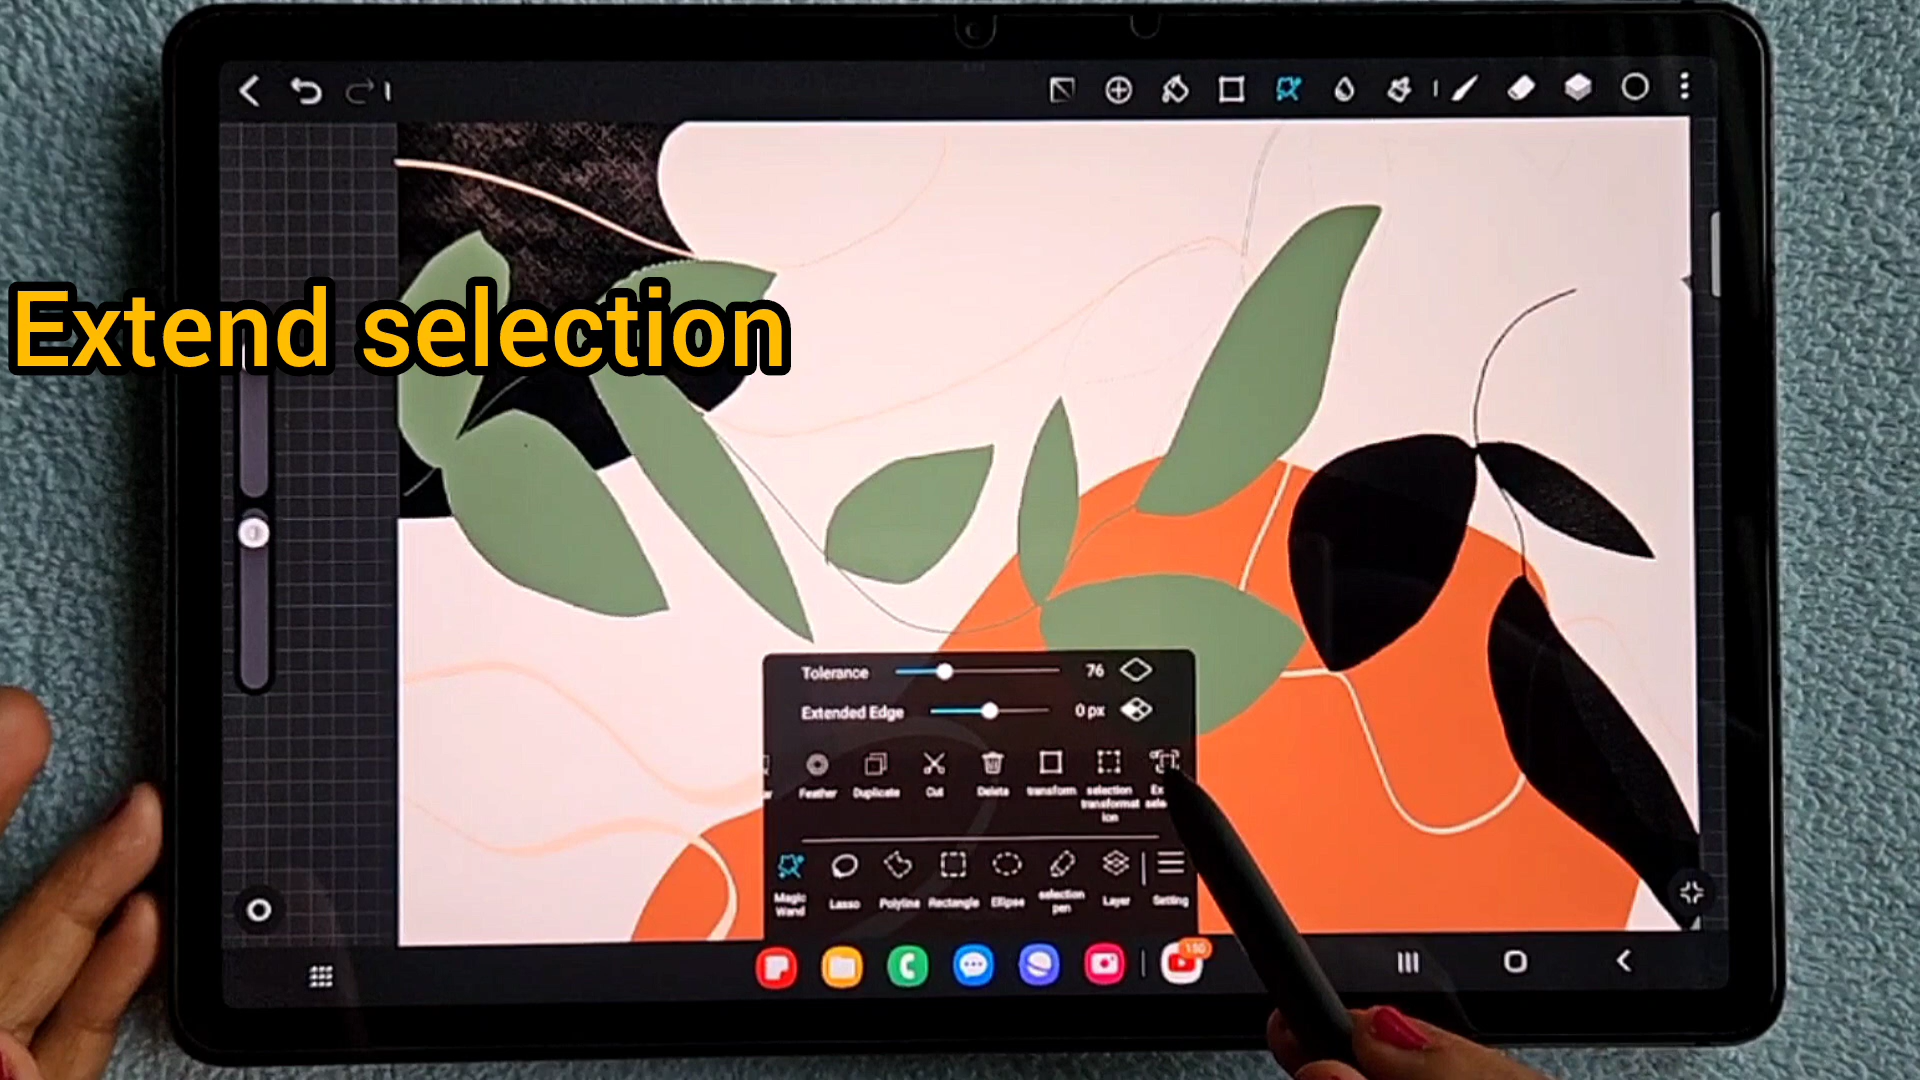 Extend selection
Tolerance 76
Extended Edge 0 px
Feather Duplicate Cut Delete transform selection transformat ion
Magic Wand Lasso Polyline Rectangle Ellipse selection pen Layer Setting